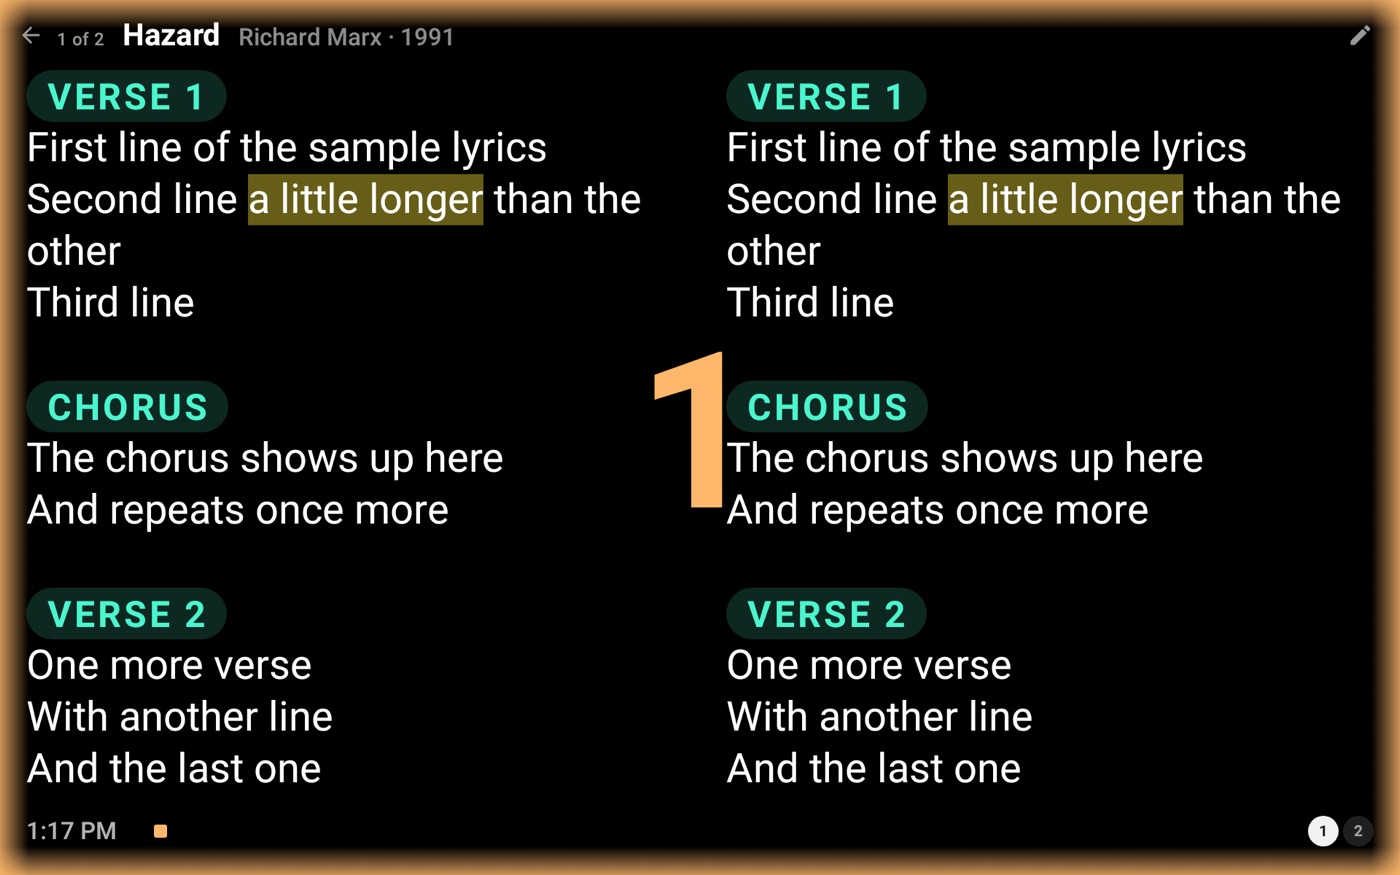 1 of 2 Hazard Richard Marx · 1991
VERSE 1
First line of the sample lyrics
Second line a little longer than the
other
Third line
CHORUS
The chorus shows up here
And repeats once more
VERSE 2
One more verse
With another line
And the last one
1
VERSE 1
First line of the sample lyrics
Second line a little longer than the
other
Third line
CHORUS
The chorus shows up here
And repeats once more
VERSE 2
One more verse
With another line
And the last one
1:17 PM
1 2